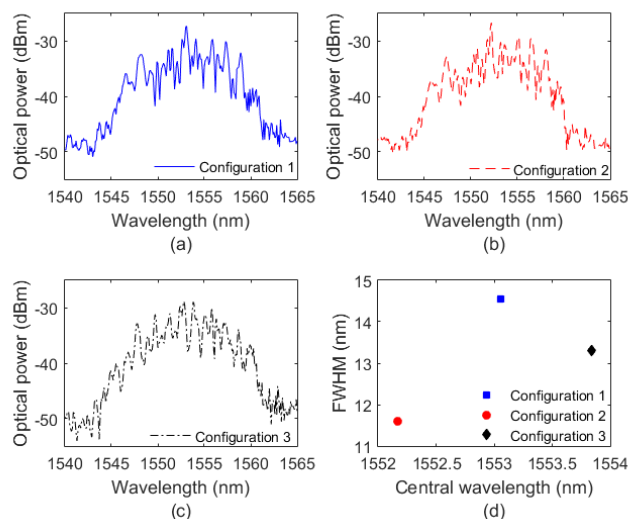 Optical power (dBm)
-30
-40
-50
Configuration 1
1540 1545 1550 1555 1560 1565
Wavelength (nm)
(a)
Optical power (dBm)
-30
-40
-50
Configuration 2
1540 1545 1550 1555 1560 1565
Wavelength (nm)
(b)
Optical power (dBm)
-30
-40
-50
Configuration 3
1540 1545 1550 1555 1560 1565
Wavelength (nm)
(c)
FWHM (nm)
15
14
13
12
11
Configuration 1
Configuration 2
Configuration 3
1552 1552.5 1553 1553.5 1554
Central wavelength (nm)
(d)